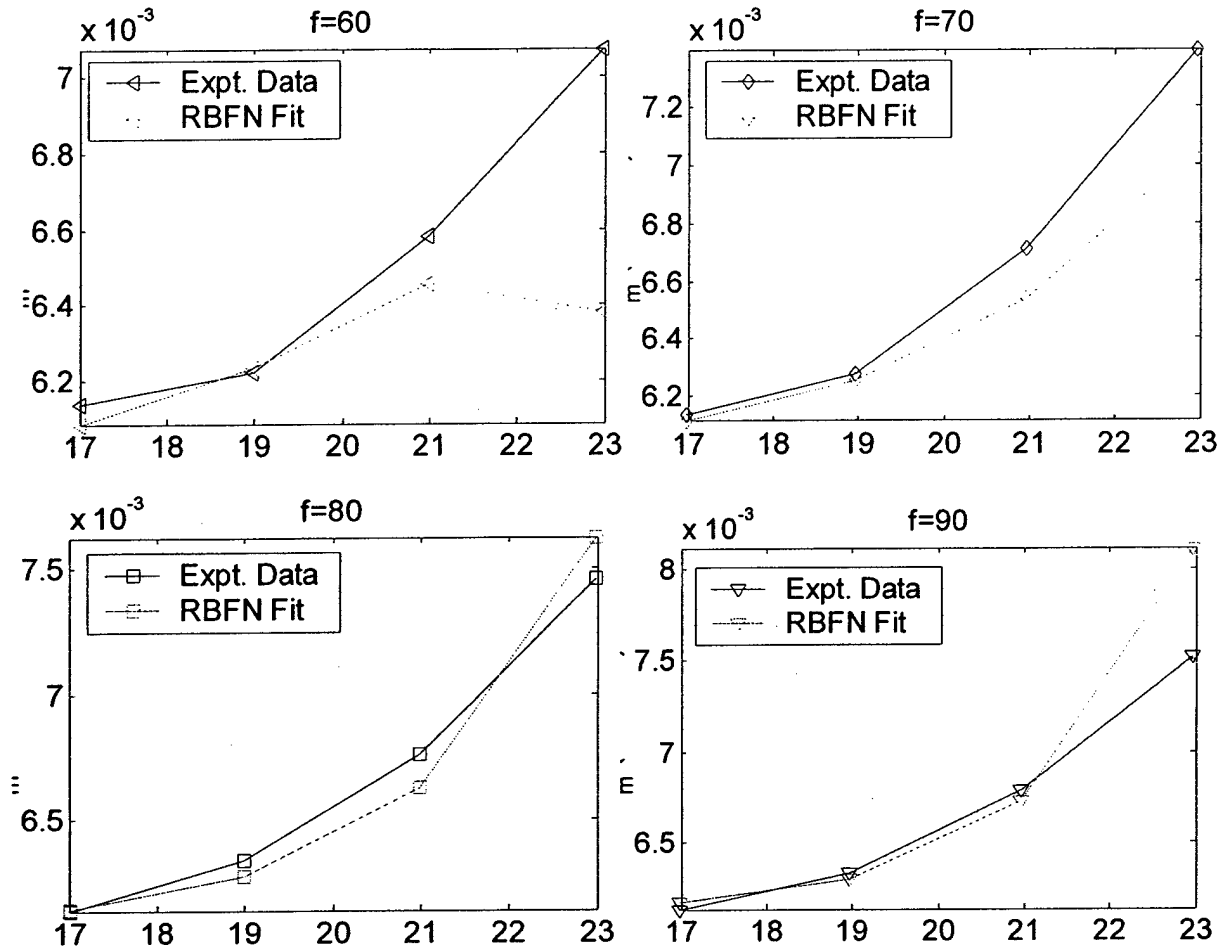 x 10-3
f=60
Expt. Data
RBFN Fit
7
6.8
6.6
6.4
6.2
17 18 19 20 21 22 23
x 10-3
f=70
Expt. Data
RBFN Fit
7.2
7
6.8
6.6
6.4
6.2
m
17 18 19 20 21 22 23
x 10-3
f=80
Expt. Data
RBFN Fit
7.5
7
6.5
17 18 19 20 21 22 23
x 10-3
f=90
Expt. Data
RBFN Fit
8
7.5
7
6.5
m
17 18 19 20 21 22 23